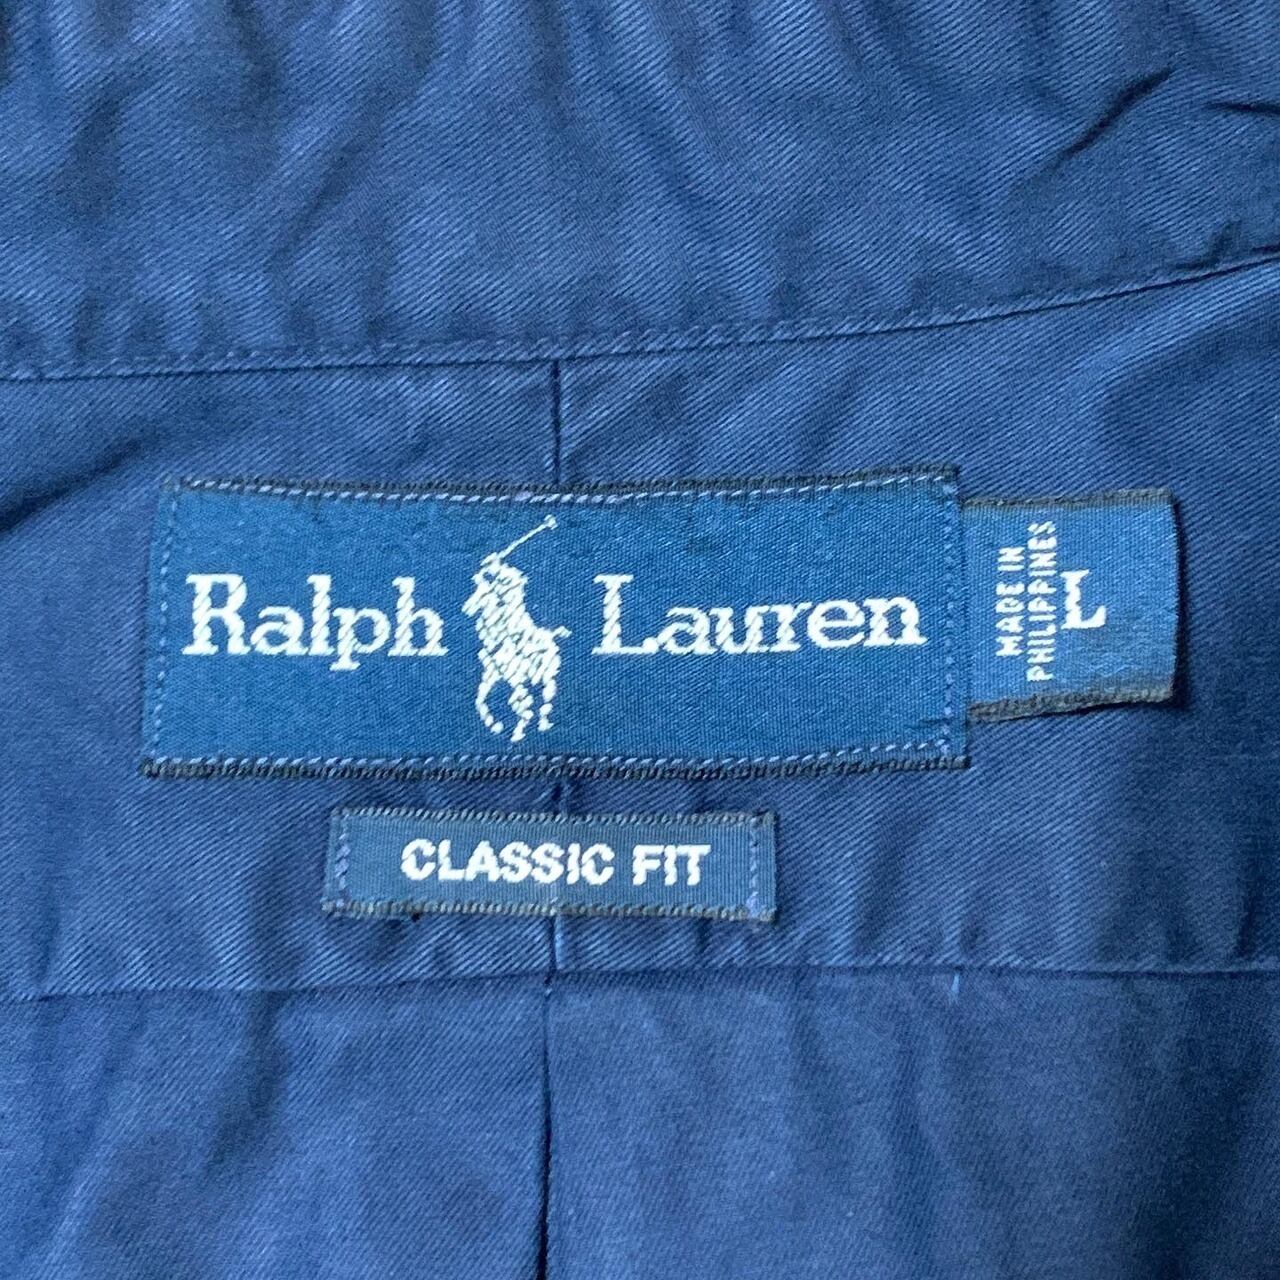 Ralph Lauren
MADE IN
PHILIPPINES
L
CLASSIC FIT